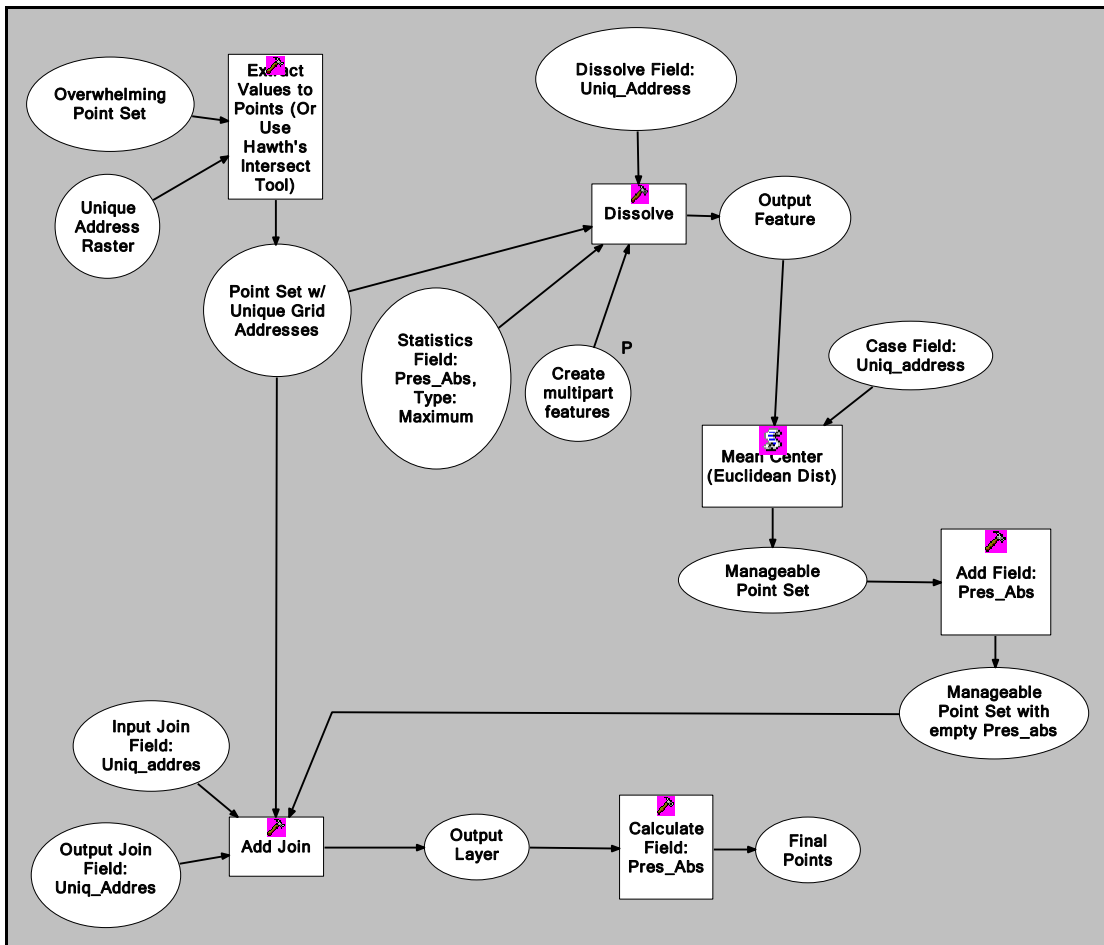 Overwhelming
Point Set
Extract
Values to
Points (Or
Use
Hawth's
Intersect
Tool)
Unique
Address
Raster
Point Set w/
Unique Grid
Addresses
Dissolve Field:
Uniq_Address
Dissolve
Output
Feature
Statistics
Field:
Pres_Abs,
Type:
Maximum
P
Create
multipart
features
Case Field:
Uniq_address
Mean Center
(Euclidean Dist)
Manageable
Point Set
Add Field:
Pres_Abs
Manageable
Point Set with
empty Pres_abs
Input Join
Field:
Uniq_addres
Output Join
Field:
Uniq_Addres
Add Join
Output
Layer
Calculate
Field:
Pres_Abs
Final
Points